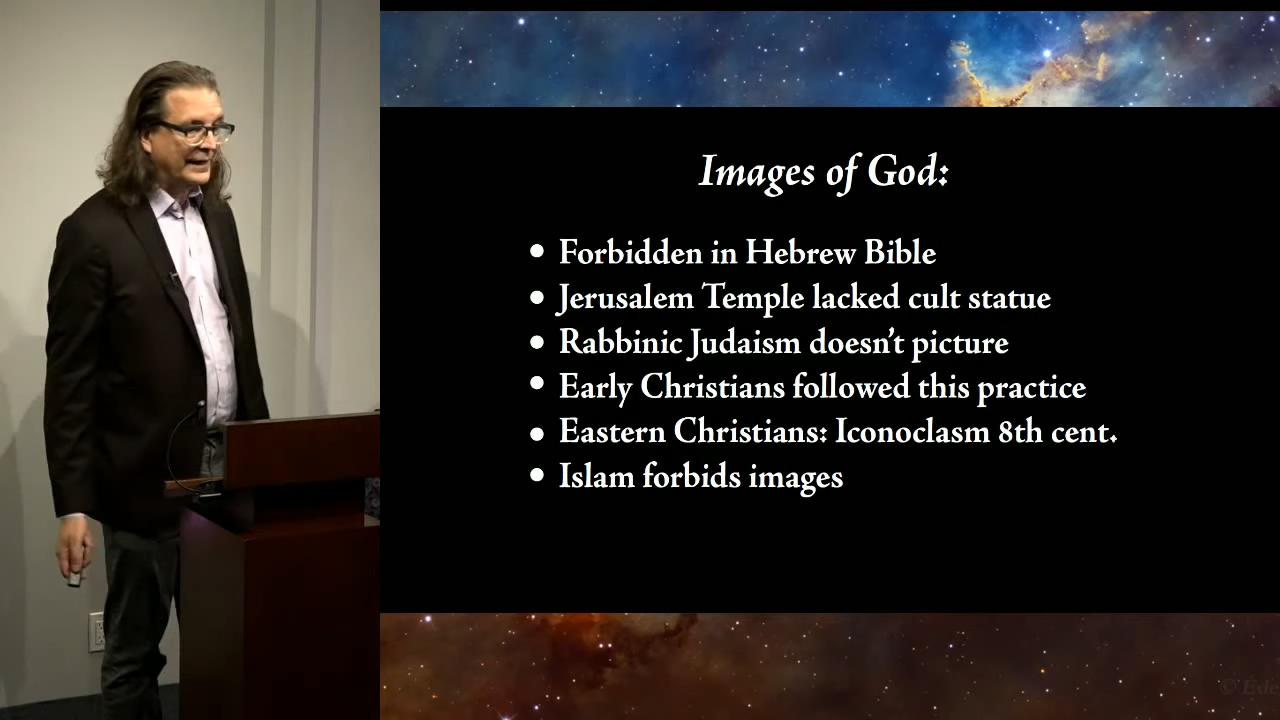 Images of God:
• Forbidden in Hebrew Bible
• Jerusalem Temple lacked cult statue
• Rabbinic Judaism doesn't picture
• Early Christians followed this practice
• Eastern Christians: Iconoclasm 8th cent.
• Islam forbids images